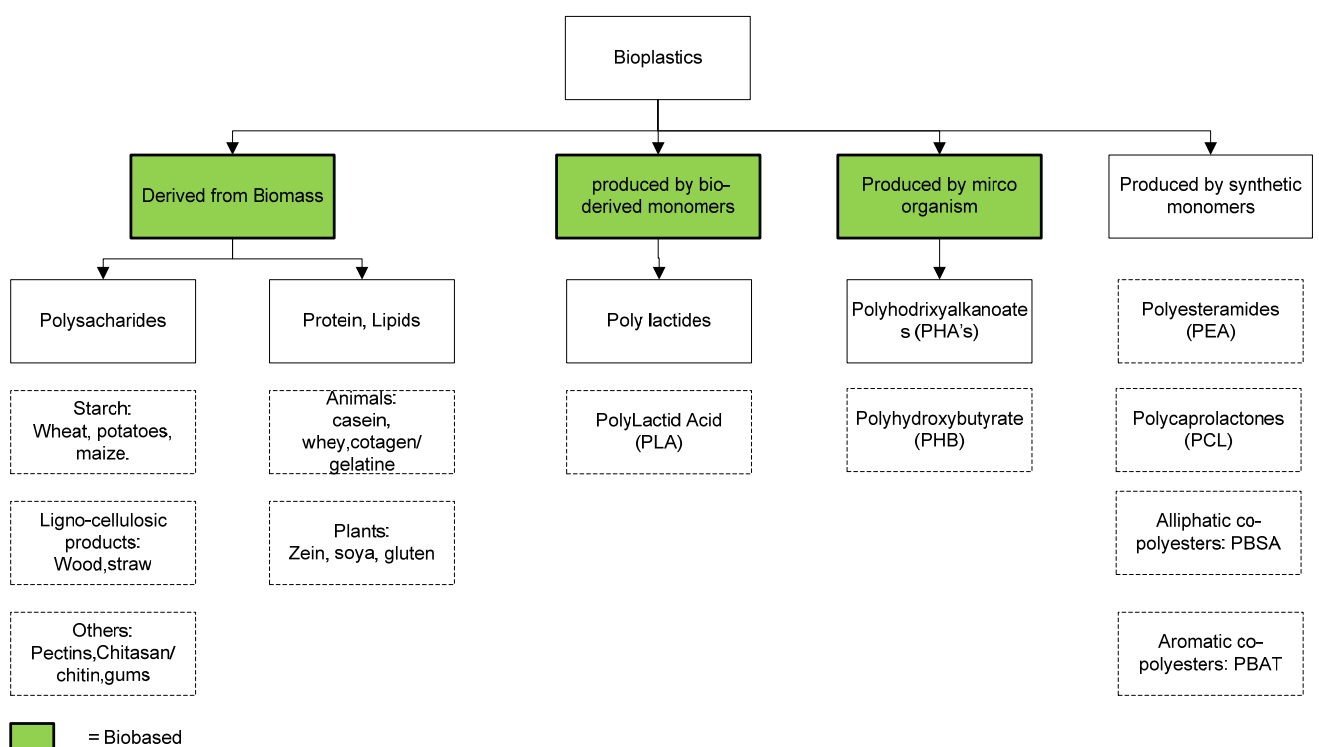 Bioplastics
Derived from Biomass
produced by bio-
derived monomers
Produced by mirco
organism
Produced by synthetic
monomers
Polysacharides
Protein, Lipids
Poly lactides
Polyhodrixyalkanoate
s (PHA's)
Polyesteramides
(PEA)
Starch:
Wheat, potatoes,
maize.
Animals:
casein,
whey,cotagen/
gelatine
PolyLactid Acid
(PLA)
Polyhydroxybutyrate
(PHB)
Polycaprolactones
(PCL)
Ligno-cellulosic
products:
Wood,straw
Plants:
Zein, soya, gluten
Alliphatic co-
polyesters: PBSA
Others:
Pectins,Chitasan/
chitin,gums
Aromatic co-
polyesters: PBAT
= Biobased